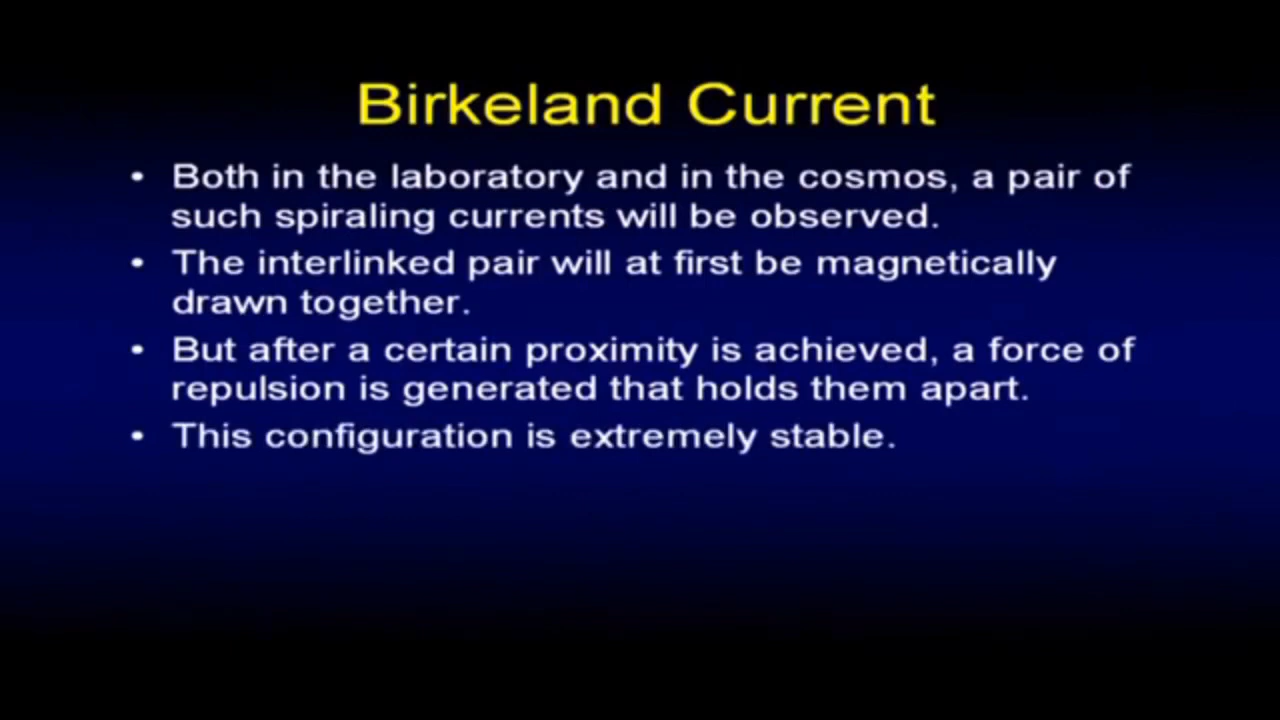 Birkeland Current
• Both in the laboratory and in the cosmos, a pair of
such spiraling currents will be observed.
• The interlinked pair will at first be magnetically
drawn together.
• But after a certain proximity is achieved, a force of
repulsion is generated that holds them apart.
• This configuration is extremely stable.